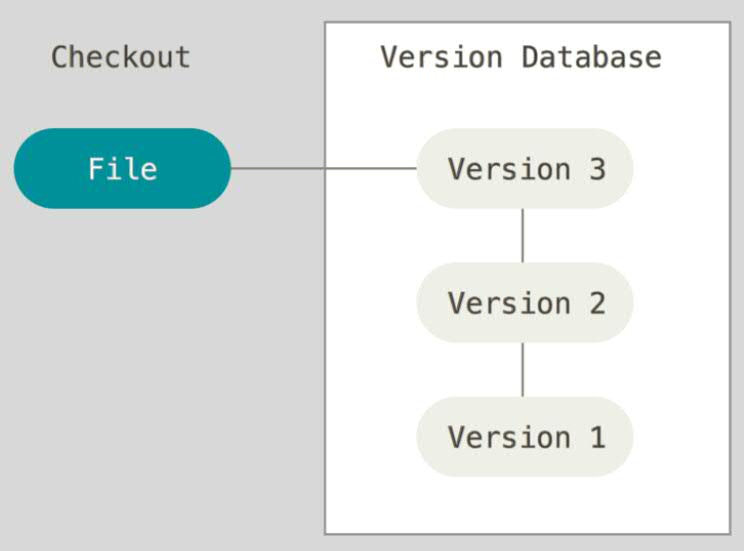 Checkout
Version Database
File
Version 3
Version 2
Version 1